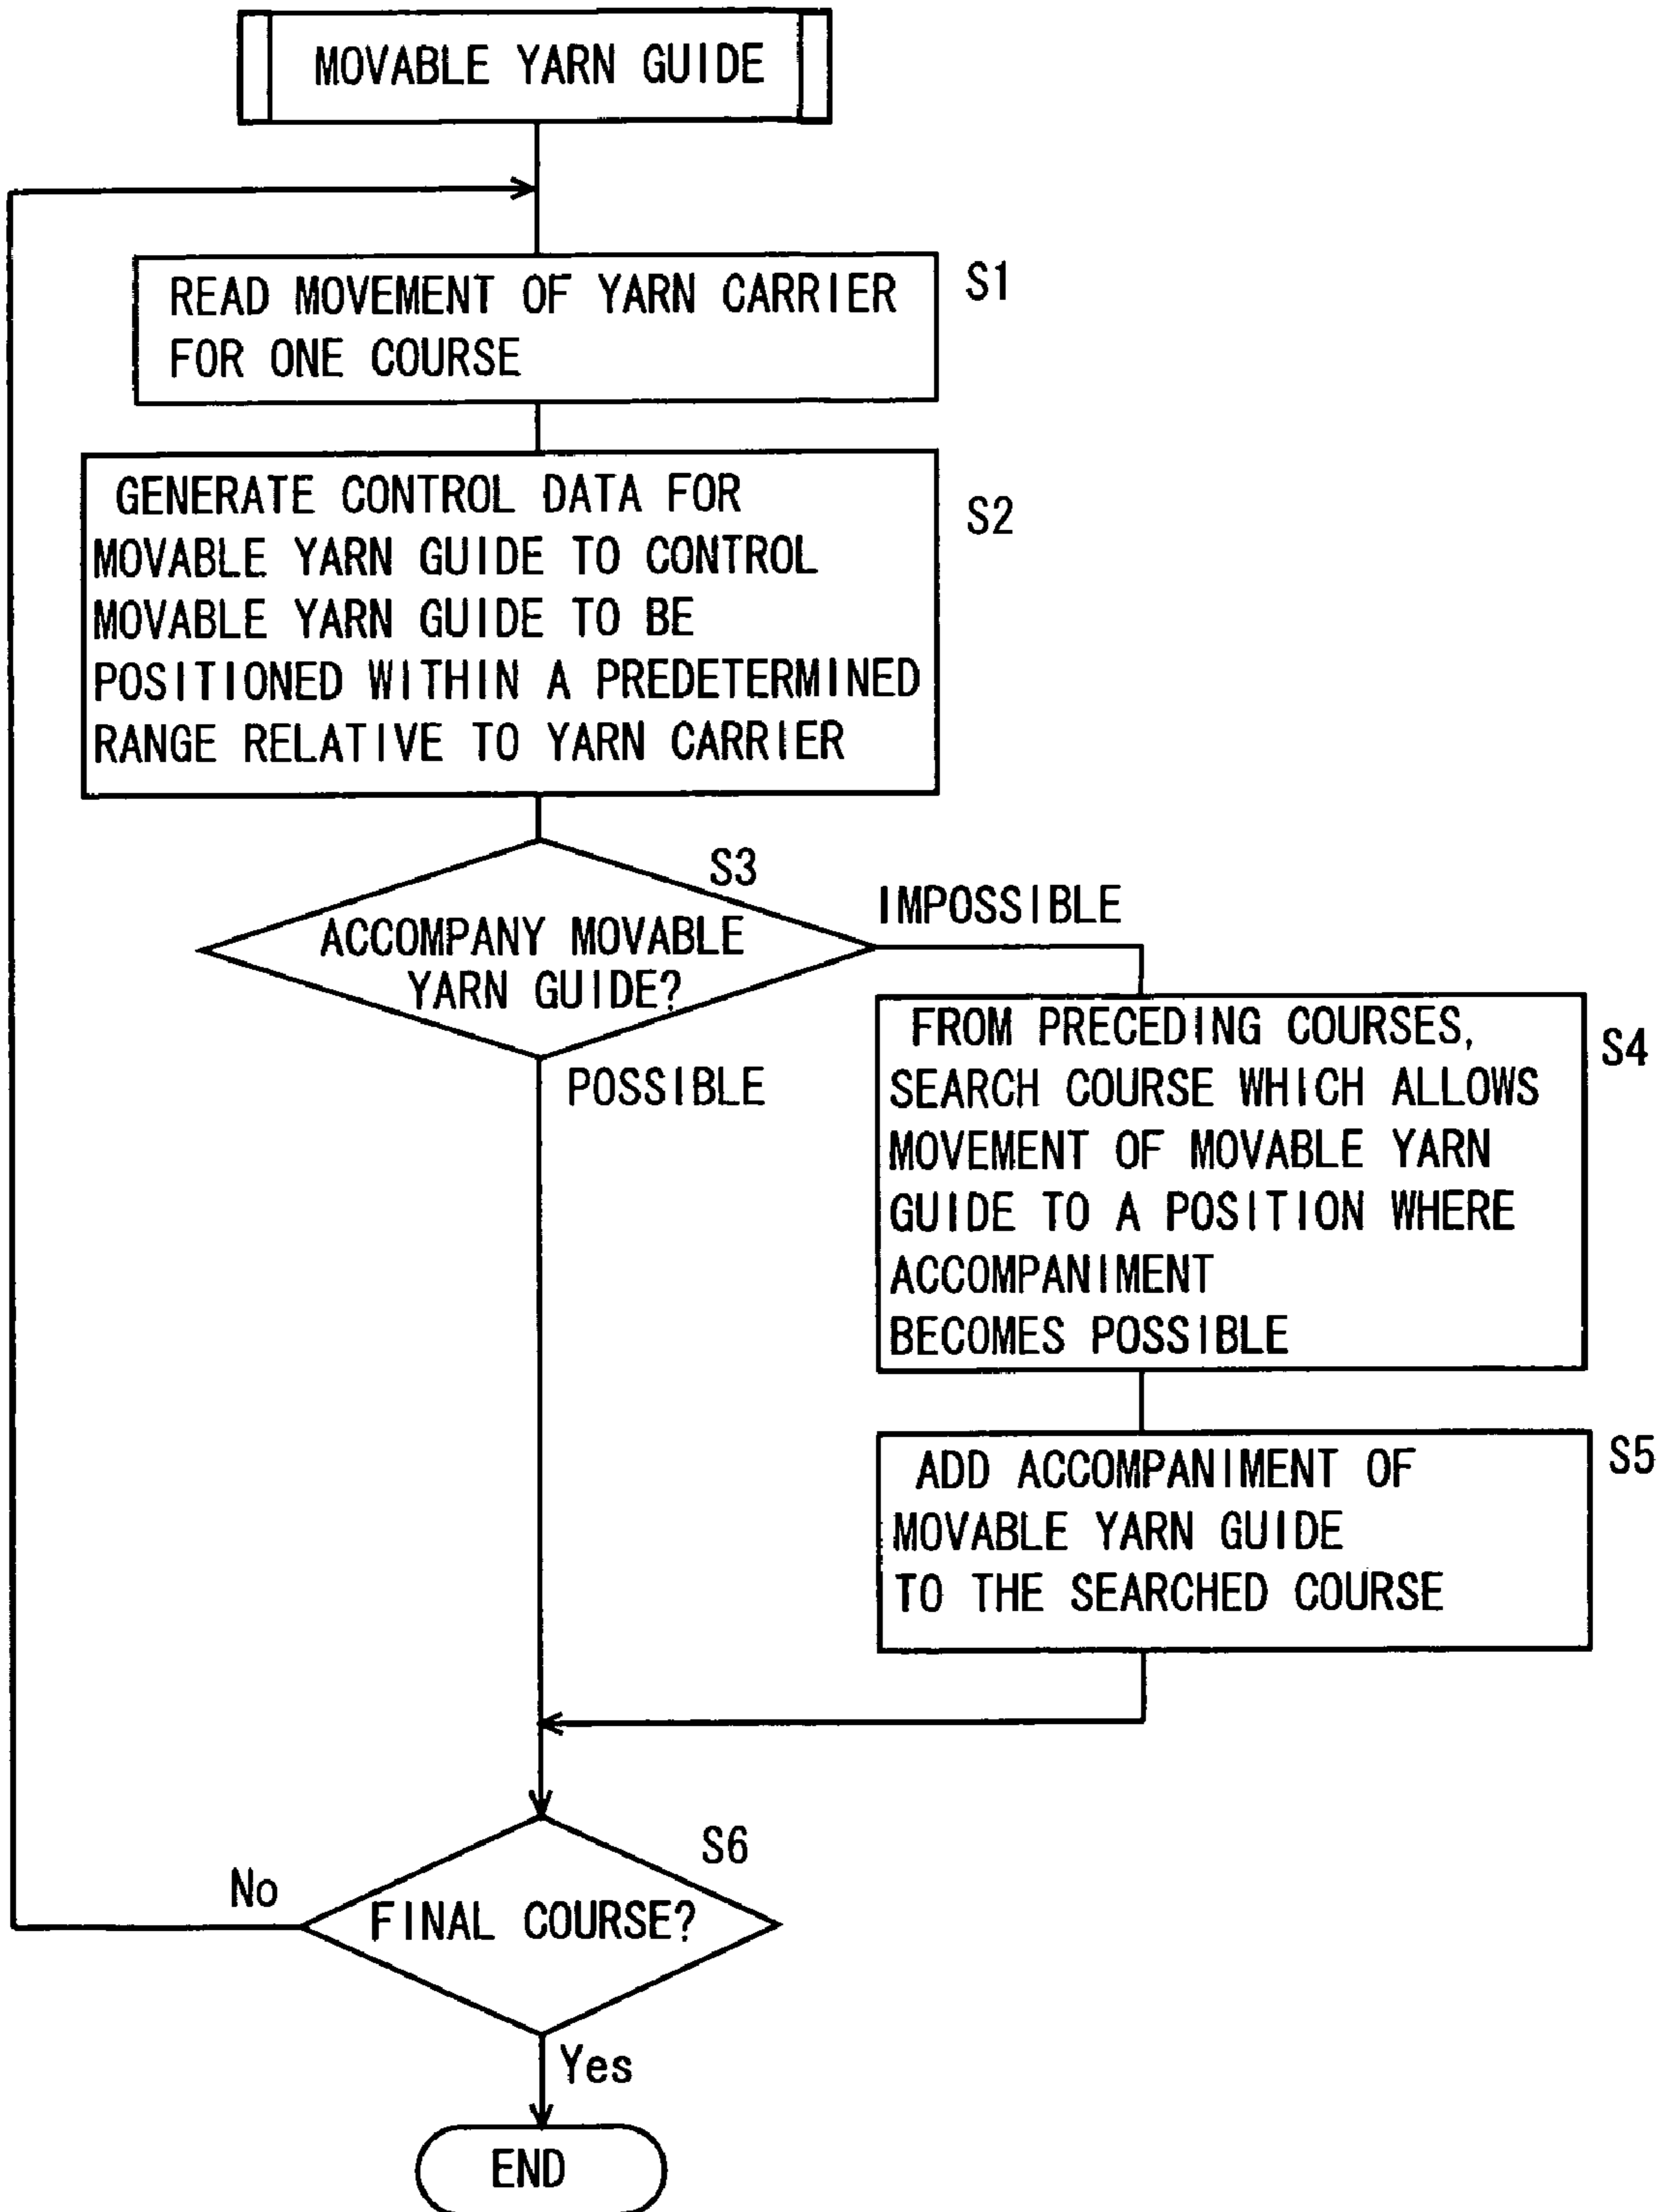 MOVABLE YARN GUIDE
READ MOVEMENT OF YARN CARRIER
FOR ONE COURSE
S1
GENERATE CONTROL DATA FOR
MOVABLE YARN GUIDE TO CONTROL
MOVABLE YARN GUIDE TO BE
POSITIONED WITHIN A PREDETERMINED
RANGE RELATIVE TO YARN CARRIER
S2
S3
ACCOMPANY MOVABLE
YARN GUIDE?
IMPOSSIBLE
POSSIBLE
FROM PRECEDING COURSES,
SEARCH COURSE WHICH ALLOWS
MOVEMENT OF MOVABLE YARN
GUIDE TO A POSITION WHERE
ACCOMPANIMENT
BECOMES POSSIBLE
S4
ADD ACCOMPANIMENT OF
MOVABLE YARN GUIDE
TO THE SEARCHED COURSE
S5
S6
No
FINAL COURSE?
Yes
END